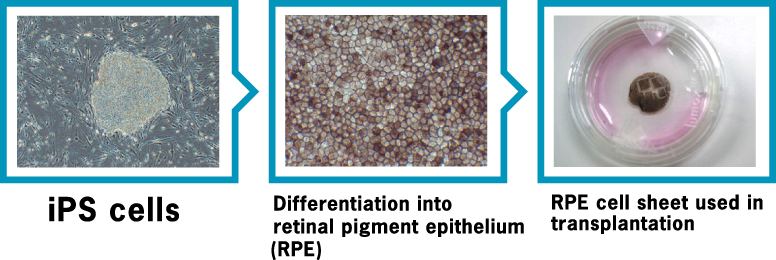 iPS cells
Differentiation into
retinal pigment epithelium
(RPE)
RPE cell sheet used in
transplantation